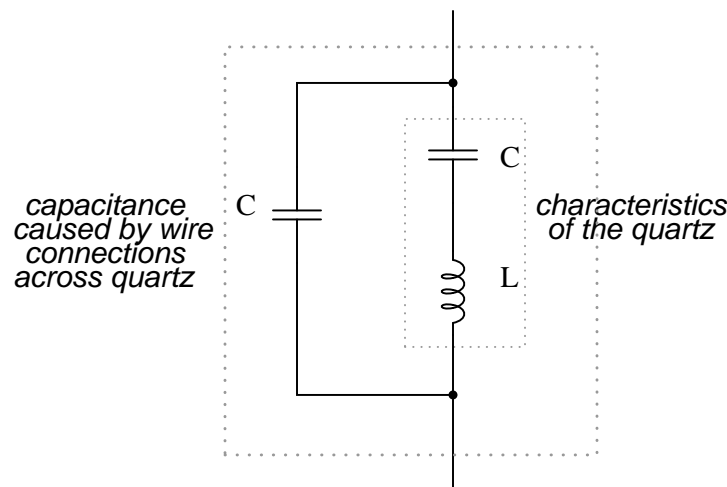 capacitance
caused by wire
connections
across quartz
C
C
L
characteristics
of the quartz